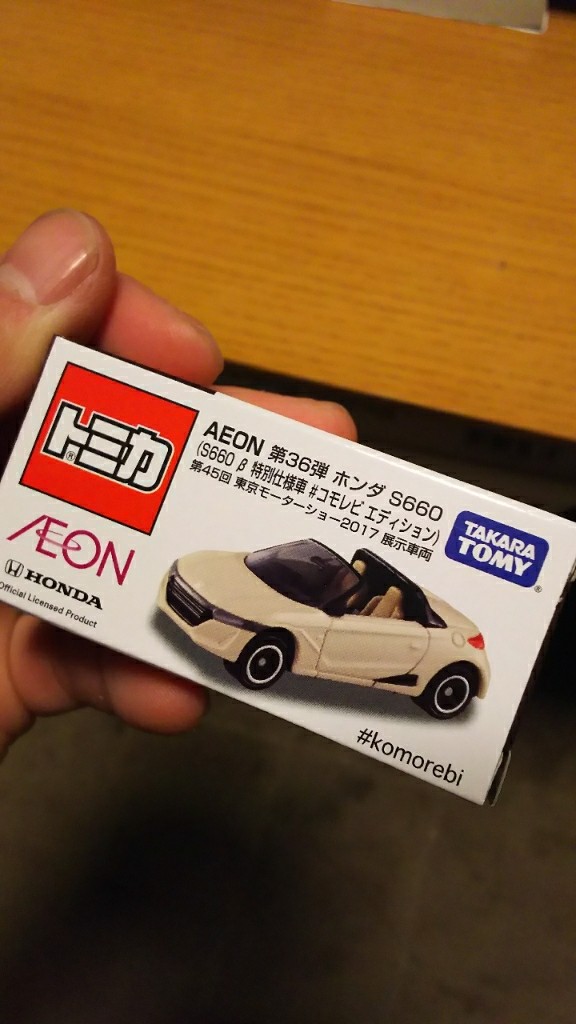 トミカ®
AEON 第36弾 ホンダ S660
(S660 β 特別仕様車 #コモレビ エディション)
第45回 東京モーターショー2017 展示車両
TAKARA
TOMY®
ÆON
HONDA
Official Licensed Product
#komorebi